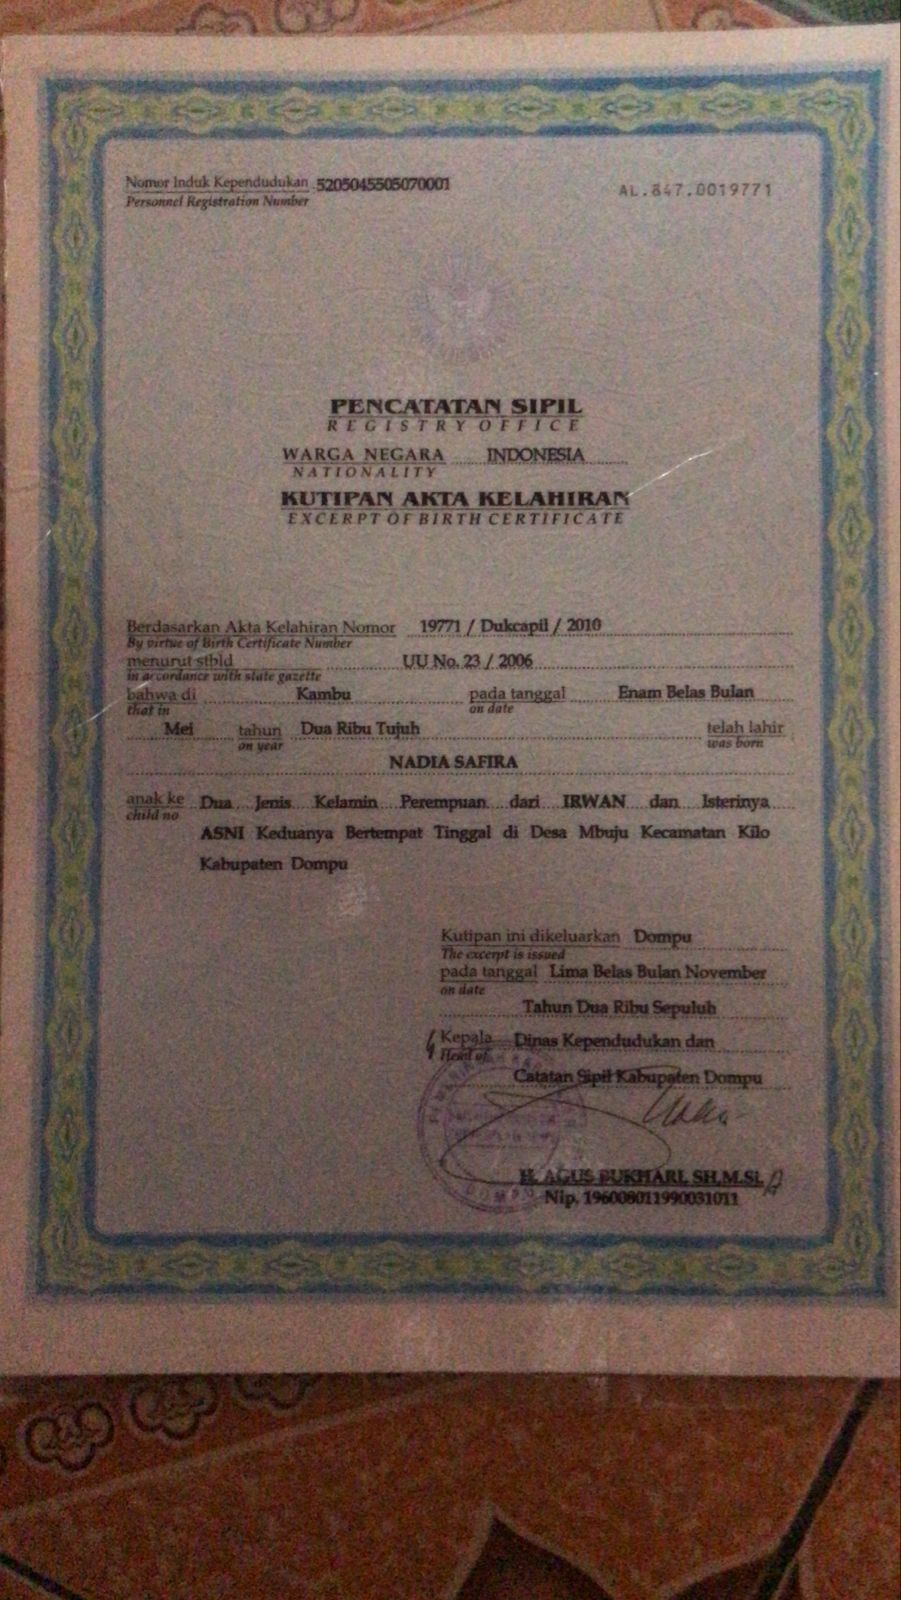 Nomor Induk Kependudukan 5205045505070001
Personnel Registration Number
AL.847.0019771
PENCATATAN SIPIL
REGISTRY OFFICE
WARGA NEGARA INDONESIA
NATIONALITY
KUTIPAN AKTA KELAHIRAN
EXCERPT OF BIRTH CERTIFICATE
Berdasarkan Akta Kelahiran Nomor 19771 / Dukcapil / 2010
By virtue of Birth Certificate Number
menurut stbld UU No. 23 / 2006
in accordance with state gazette
bahwa di Kambu pada tanggal Enam Belas Bulan
that in on date
Mei tahun Dua Ribu Tujuh telah lahir
on year was born
NADIA SAFIRA
anak ke Dua Jenis Kelamin Perempuan dari IRWAN dan Isterinya
child no
ASNI Keduanya Bertempat Tinggal di Desa Mbuju Kecamatan Kilo
Kabupaten Dompu
Kutipan ini dikeluarkan Dompu
The excerpt is issued
pada tanggal Lima Belas Bulan November
on date
Tahun Dua Ribu Sepuluh
Kepala Dinas Kependudukan dan
Head of
Catatan Sipil Kabupaten Dompu
H. AGUS BUKHARI, SH.M.SI
DOMPU
Nip. 196008011990031011